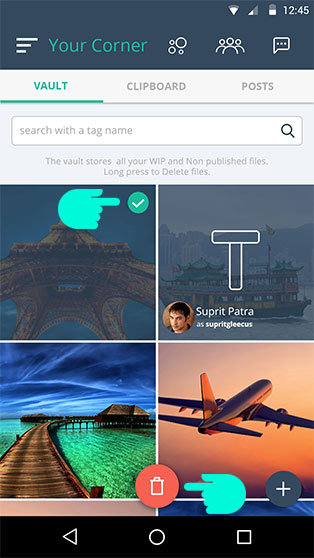 12:45
Your Corner
VAULT CLIPBOARD POSTS
search with a tag name
The vault stores all your WIP and Non published files.
Long press to Delete files.
T
Suprit Patra
as supritgleecus